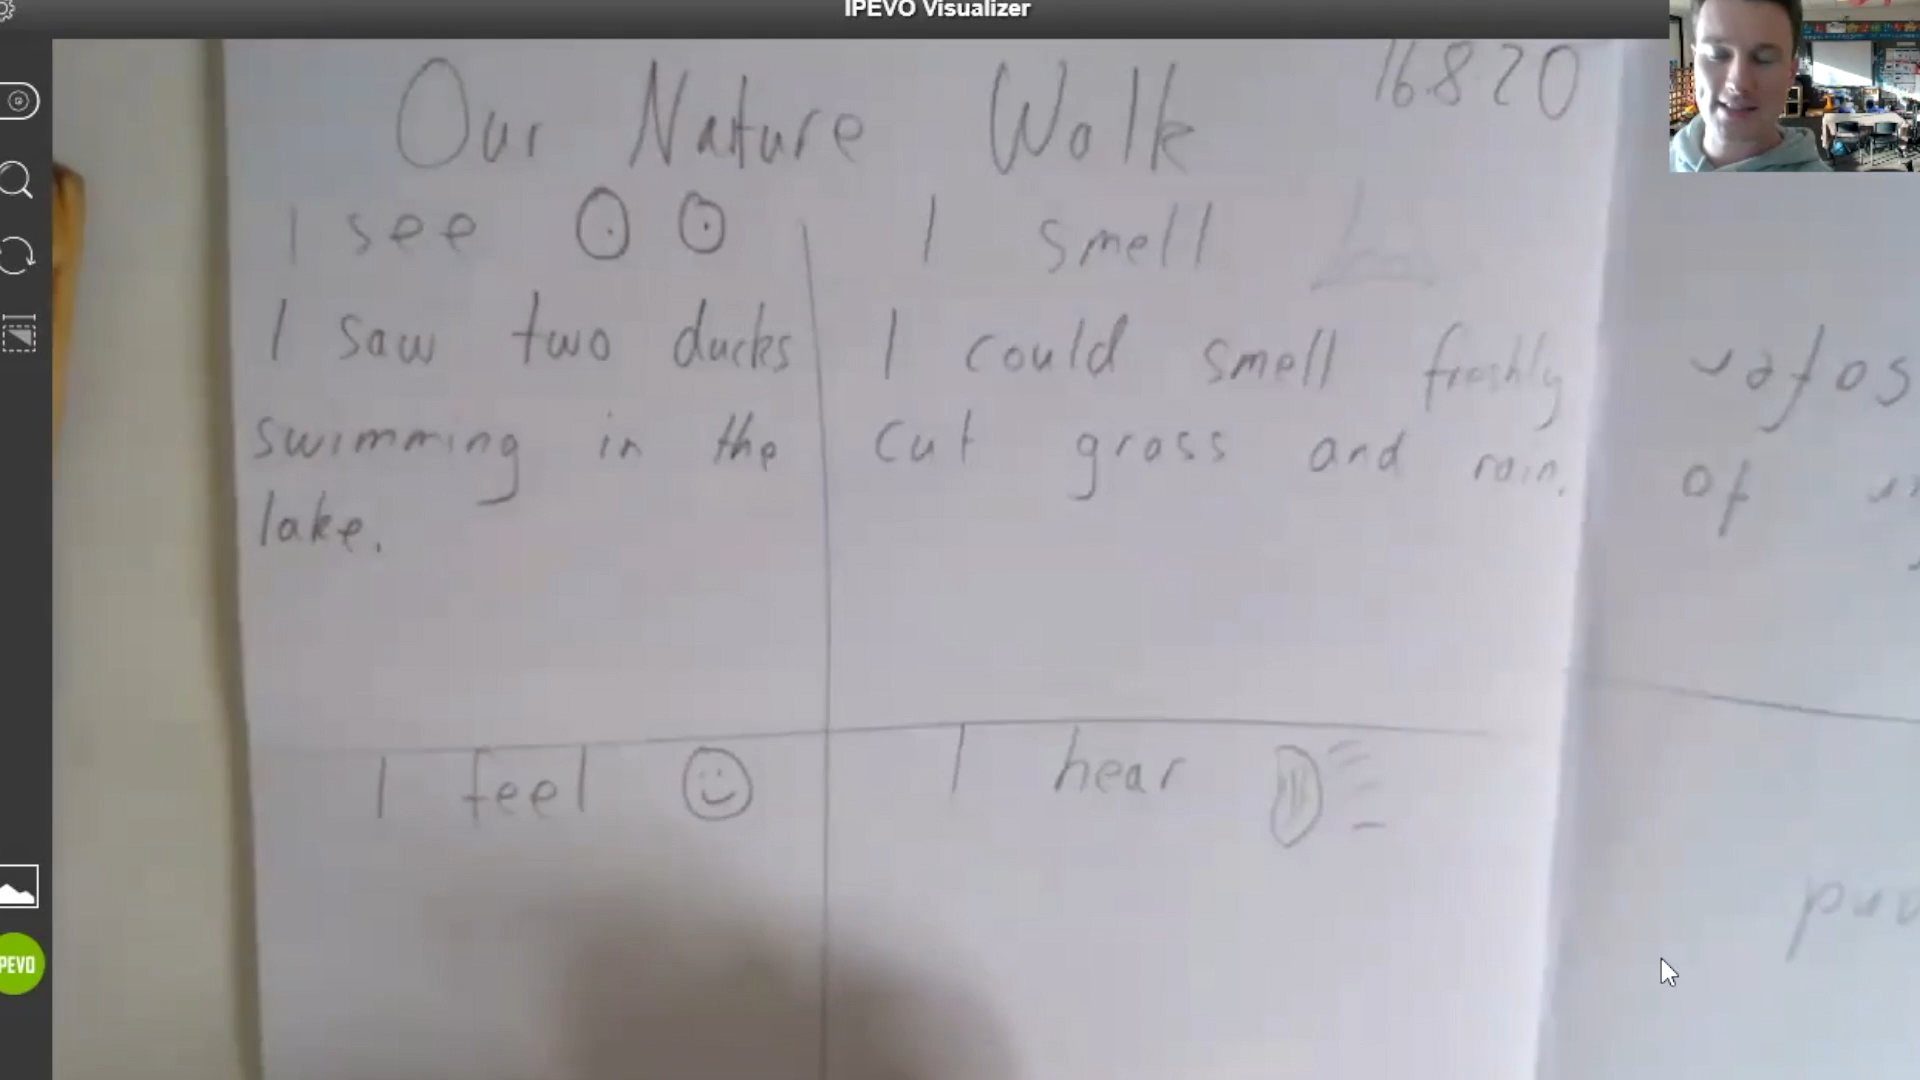 IPEVO Visualizer
Our Nature Walk
16.8.20
I see
I saw two ducks
swimming in the
lake.
I smell
I could smell freshly
cut grass and rain.
I feel
I hear
PEVO